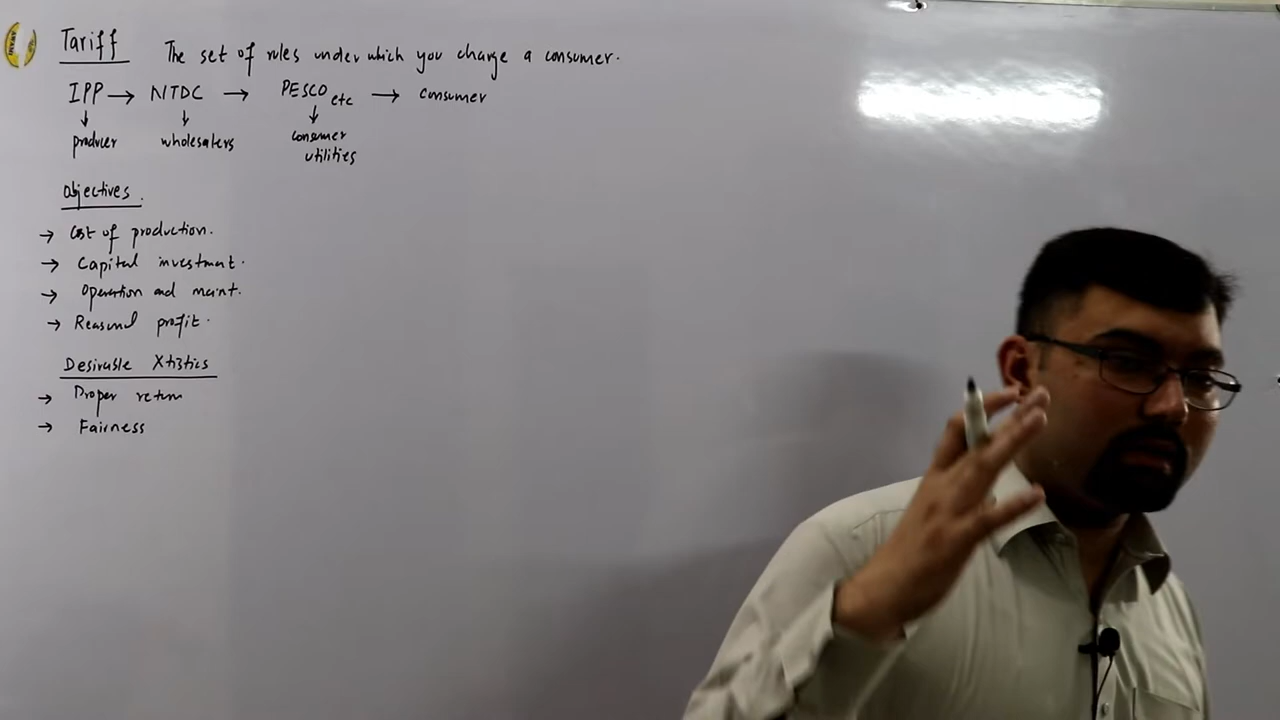 Tariff The set of rules under which you charge a consumer.
IPP → NTDC → PESCO etc → consumer
↓ ↓ ↓
producer wholesalers consumer
utilities
Objectives.
→ Cost of production.
→ Capital investment.
→ Operation and maint.
→ Reasonal profit.
Desirable Xtistics
→ Proper return
→ Fairness